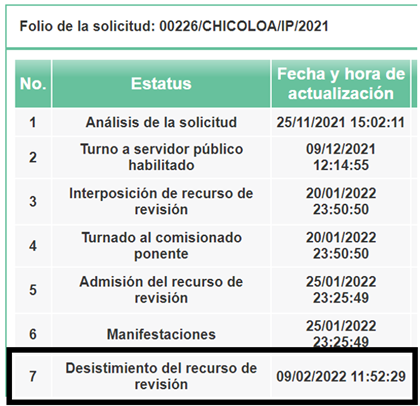 Folio de la solicitud: 00226/CHICOLOA/IP/2021
No. Estatus Fecha y hora de
actualización
1 Análisis de la solicitud 25/11/2021 15:02:11
2 Turno a servidor público
habilitado 09/12/2021
12:14:55
3 Interposición de recurso de
revisión 20/01/2022
23:50:50
4 Turnado al comisionado
ponente 20/01/2022
23:50:50
5 Admisión del recurso de
revisión 25/01/2022
23:25:49
6 Manifestaciones 25/01/2022
23:25:49
7 Desistimiento del recurso de
revisión 09/02/2022 11:52:29